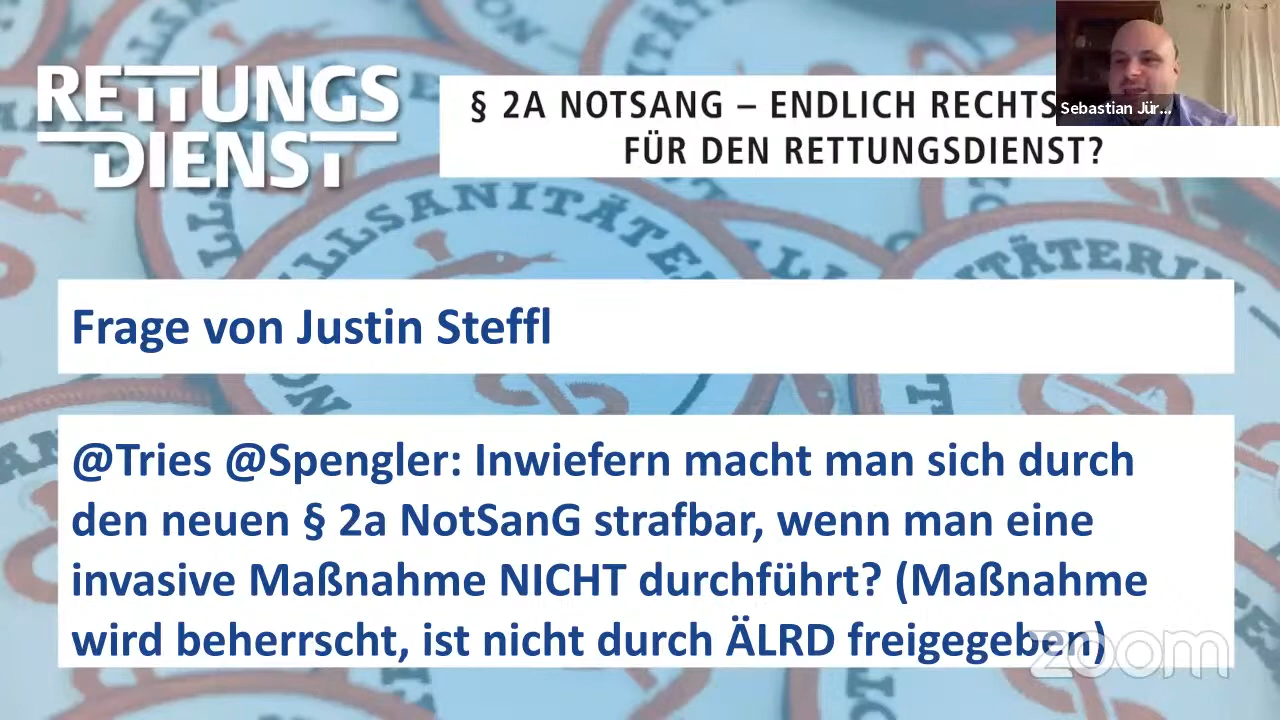 RETTUNGS
DIENST
§ 2A NOTSANG – ENDLICH RECHTS
FÜR DEN RETTUNGSDIENST?
Sebastian Jür...
Frage von Justin Steffl
@Tries @Spengler: Inwiefern macht man sich durch
den neuen § 2a NotSanG strafbar, wenn man eine
invasive Maßnahme NICHT durchführt? (Maßnahme
wird beherrscht, ist nicht durch ÄLRD freigegeben)
zoom